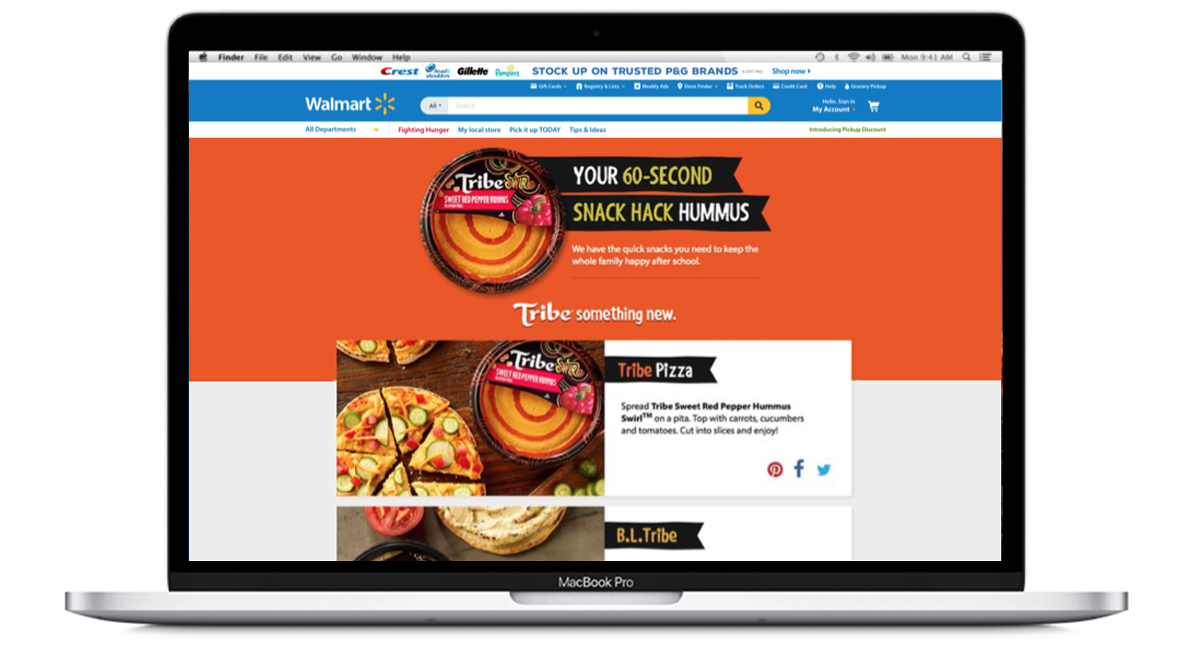 Finder File Edit View Go Window Help
Mon 9:41 AM
Crest head & shoulders Gillette Pampers STOCK UP ON TRUSTED P&G BRANDS Shop now
Gift Cards Registry & Lists Weekly Ads Store Finder Track Orders Credit Card Help Grocery Pickup
Walmart All Search Hello. Sign In
My Account
All Departments Fighting Hunger My local store Pick it up TODAY Tips & Ideas Introducing Pickup Discount
Tribe Swirl
SWEET RED PEPPER HUMMUS
YOUR 60-SECOND
SNACK HACK HUMMUS
We have the quick snacks you need to keep the
whole family happy after school.
Tribe something new.
Tribe Swirl
SWEET RED PEPPER HUMMUS
Tribe Pizza
Spread Tribe Sweet Red Pepper Hummus
Swirl™ on a pita. Top with carrots, cucumbers
and tomatoes. Cut into slices and enjoy!
B.L.Tribe
MacBook Pro